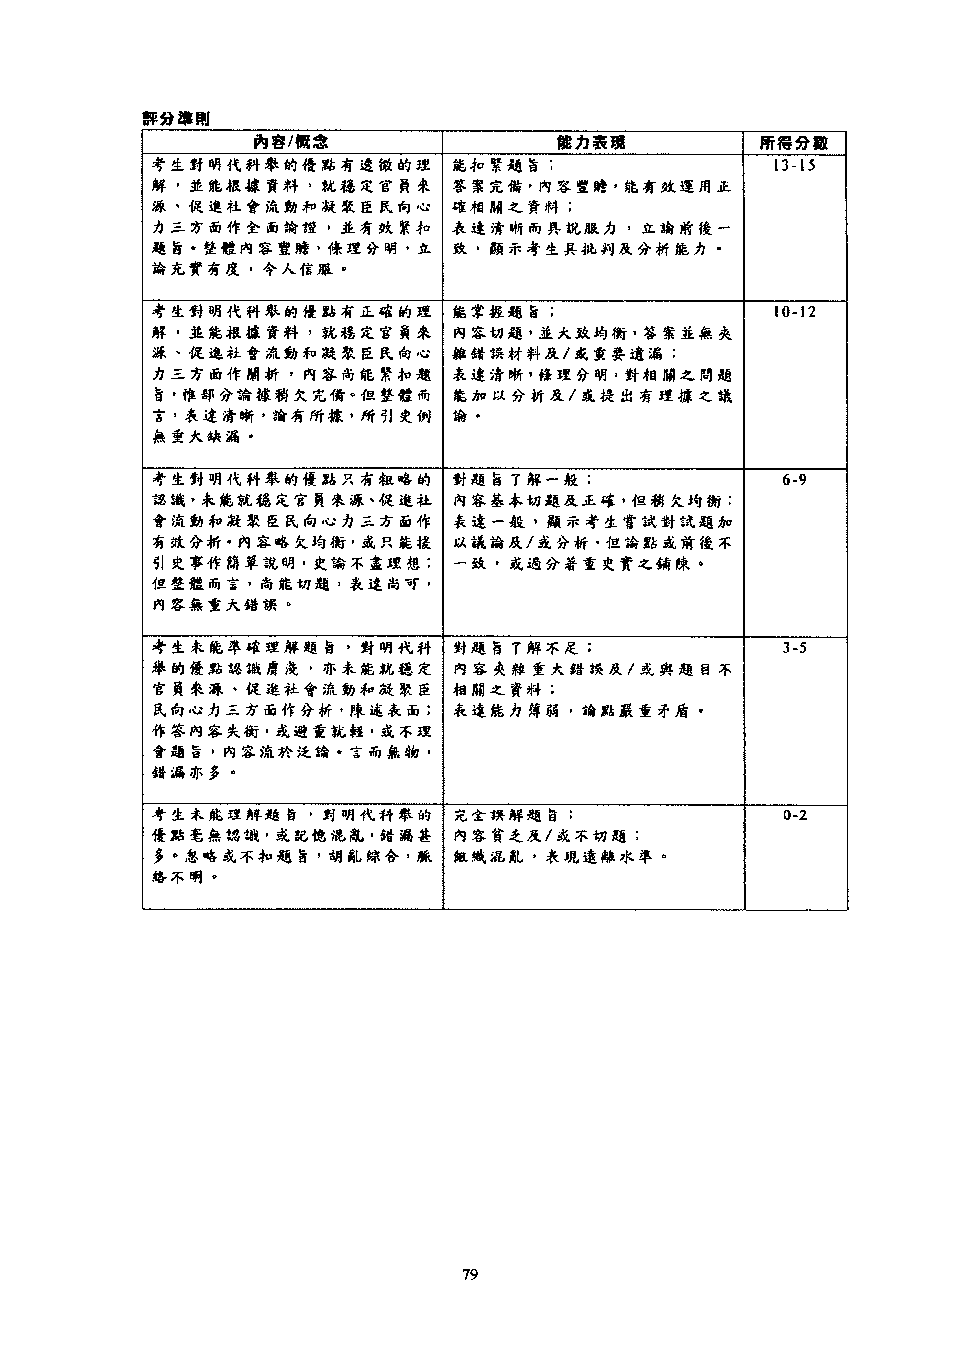 評分準則
內容/概念
能力表現
所得分數
考生對明代科舉的優點有透徹的理
解，並能根據資料，就穩定官員來
源、促進社會流動和凝聚臣民向心
力三方面作全面論證，並有效緊扣
題旨。整體內容豐贍，條理分明，立
論充實有度，令人信服。
能扣緊題旨；
答案完備，內容豐贍，能有效運用正
確相關之資料；
表達清晰而具說服力，立論前後一
致，顯示考生具批判及分析能力。
13-15
考生對明代科舉的優點有正確的理
解，並能根據資料，就穩定官員來
源、促進社會流動和凝聚臣民向心
力三方面作闡析，內容尚能緊扣題
旨，惟部分論據稍欠完備。但整體而
言，表達清晰，論有所據，所引史例
無重大缺漏。
能掌握題旨；
內容切題，並大致均衡，答案並無夾
雜錯誤材料及/或重要遺漏；
表達清晰，條理分明，對相關之問題
能加以分析及/或提出有理據之議
論。
10-12
考生對明代科舉的優點只有粗略的
認識，未能就穩定官員來源、促進社
會流動和凝聚臣民向心力三方面作
有效分析。內容略欠均衡，或只能援
引史事作簡單說明，史論不盡理想；
但整體而言，尚能切題，表達尚可，
內容無重大錯誤。
對題旨了解一般；
內容基本切題及正確，但稍欠均衡；
表達一般，顯示考生嘗試對試題加
以議論及/或分析，但論點或前後不
一致，或過分著重史實之鋪陳。
6-9
考生未能準確理解題旨，對明代科
舉的優點認識膚淺，亦未能就穩定
官員來源、促進社會流動和凝聚臣
民向心力三方面作分析，陳述表面；
作答內容失衡，或避重就輕，或不理
會題旨，內容流於泛論。言而無物，
錯漏亦多。
對題旨了解不足；
內容夾雜重大錯誤及/或與題目不
相關之資料；
表達能力薄弱，論點嚴重矛盾。
3-5
考生未能理解題旨，對明代科舉的
優點毫無認識，或記憶混亂，錯漏甚
多。忽略或不扣題旨，胡亂綜合，脈
絡不明。
完全誤解題旨；
內容貧乏及/或不切題；
組織混亂，表現遠離水準。
0-2
79